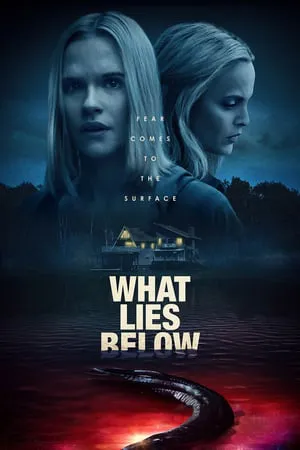 FEAR
COMES
TO
THE
SURFACE
WHAT
LIES
BELOW